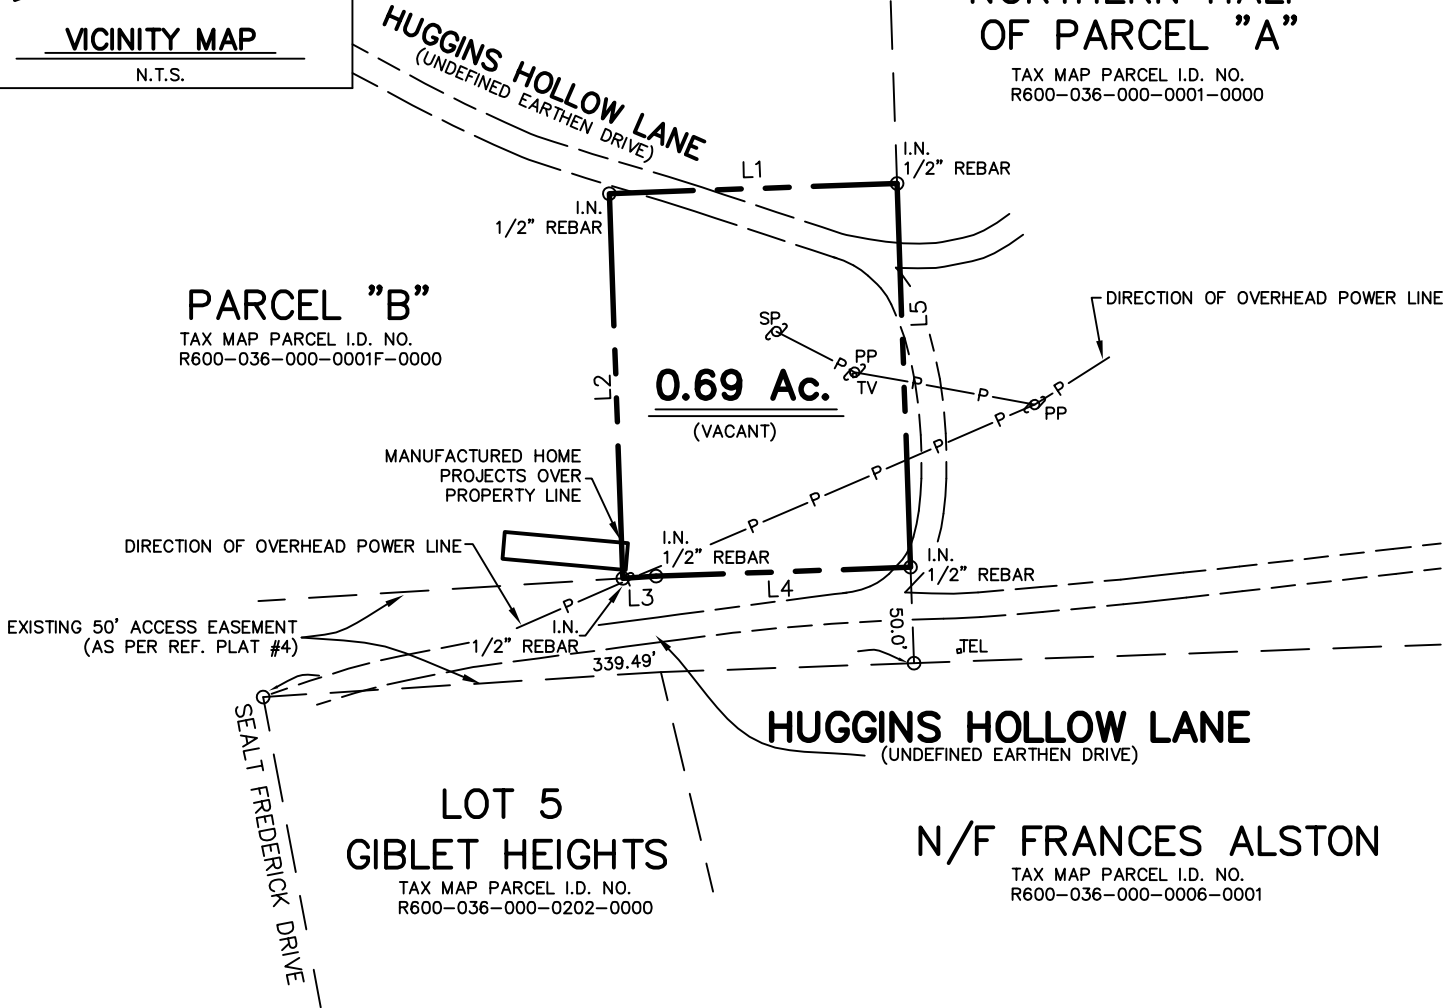 VICINITY MAP
N.T.S.
HUGGINS HOLLOW LANE
(UNDEFINED EARTHEN DRIVE)
OF PARCEL "A"
TAX MAP PARCEL I.D. NO.
R600-036-000-0001-0000
I.N.
1/2" REBAR
L1
I.N.
1/2" REBAR
PARCEL "B"
TAX MAP PARCEL I.D. NO.
R600-036-000-0001F-0000
DIRECTION OF OVERHEAD POWER LINE
L5
SP
P
PP
TV
P
P
P
PP
L2
0.69 Ac.
(VACANT)
P
P
P
P
P
MANUFACTURED HOME
PROJECTS OVER
PROPERTY LINE
DIRECTION OF OVERHEAD POWER LINE
I.N.
1/2" REBAR
I.N.
1/2" REBAR
L3
L4
P
P
EXISTING 50' ACCESS EASEMENT
(AS PER REF. PLAT #4)
I.N.
1/2" REBAR
50.0'
TEL
339.49'
SEALT FREDERICK DRIVE
HUGGINS HOLLOW LANE
(UNDEFINED EARTHEN DRIVE)
LOT 5
GIBLET HEIGHTS
TAX MAP PARCEL I.D. NO.
R600-036-000-0202-0000
N/F FRANCES ALSTON
TAX MAP PARCEL I.D. NO.
R600-036-000-0006-0001